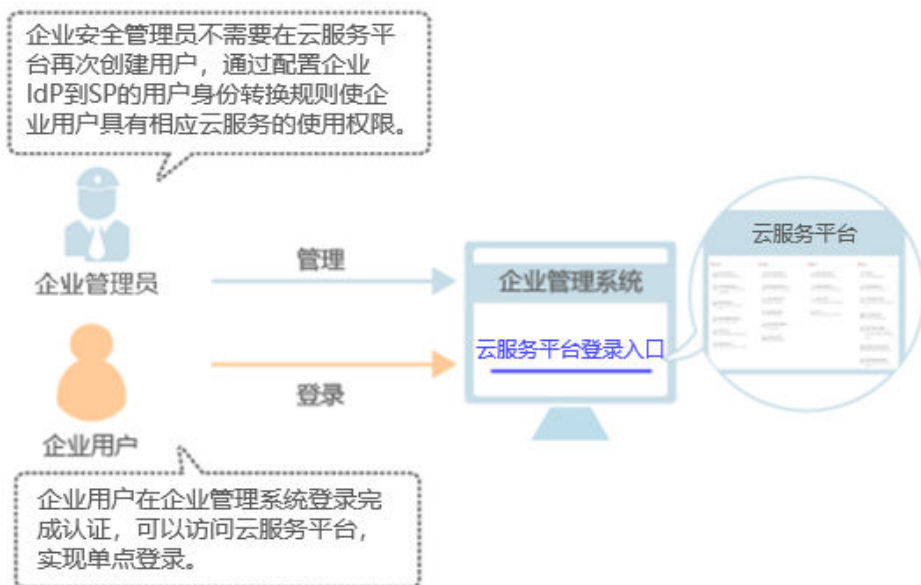 企业安全管理员不需要在云服务平
台再次创建用户，通过配置企业
IdP到SP的用户身份转换规则使企
业用户具有相应云服务的使用权限。
企业管理员
管理
企业管理系统
云服务平台
云服务平台登录入口
登录
企业用户
企业用户在企业管理系统登录完
成认证，可以访问云服务平台，
实现单点登录。